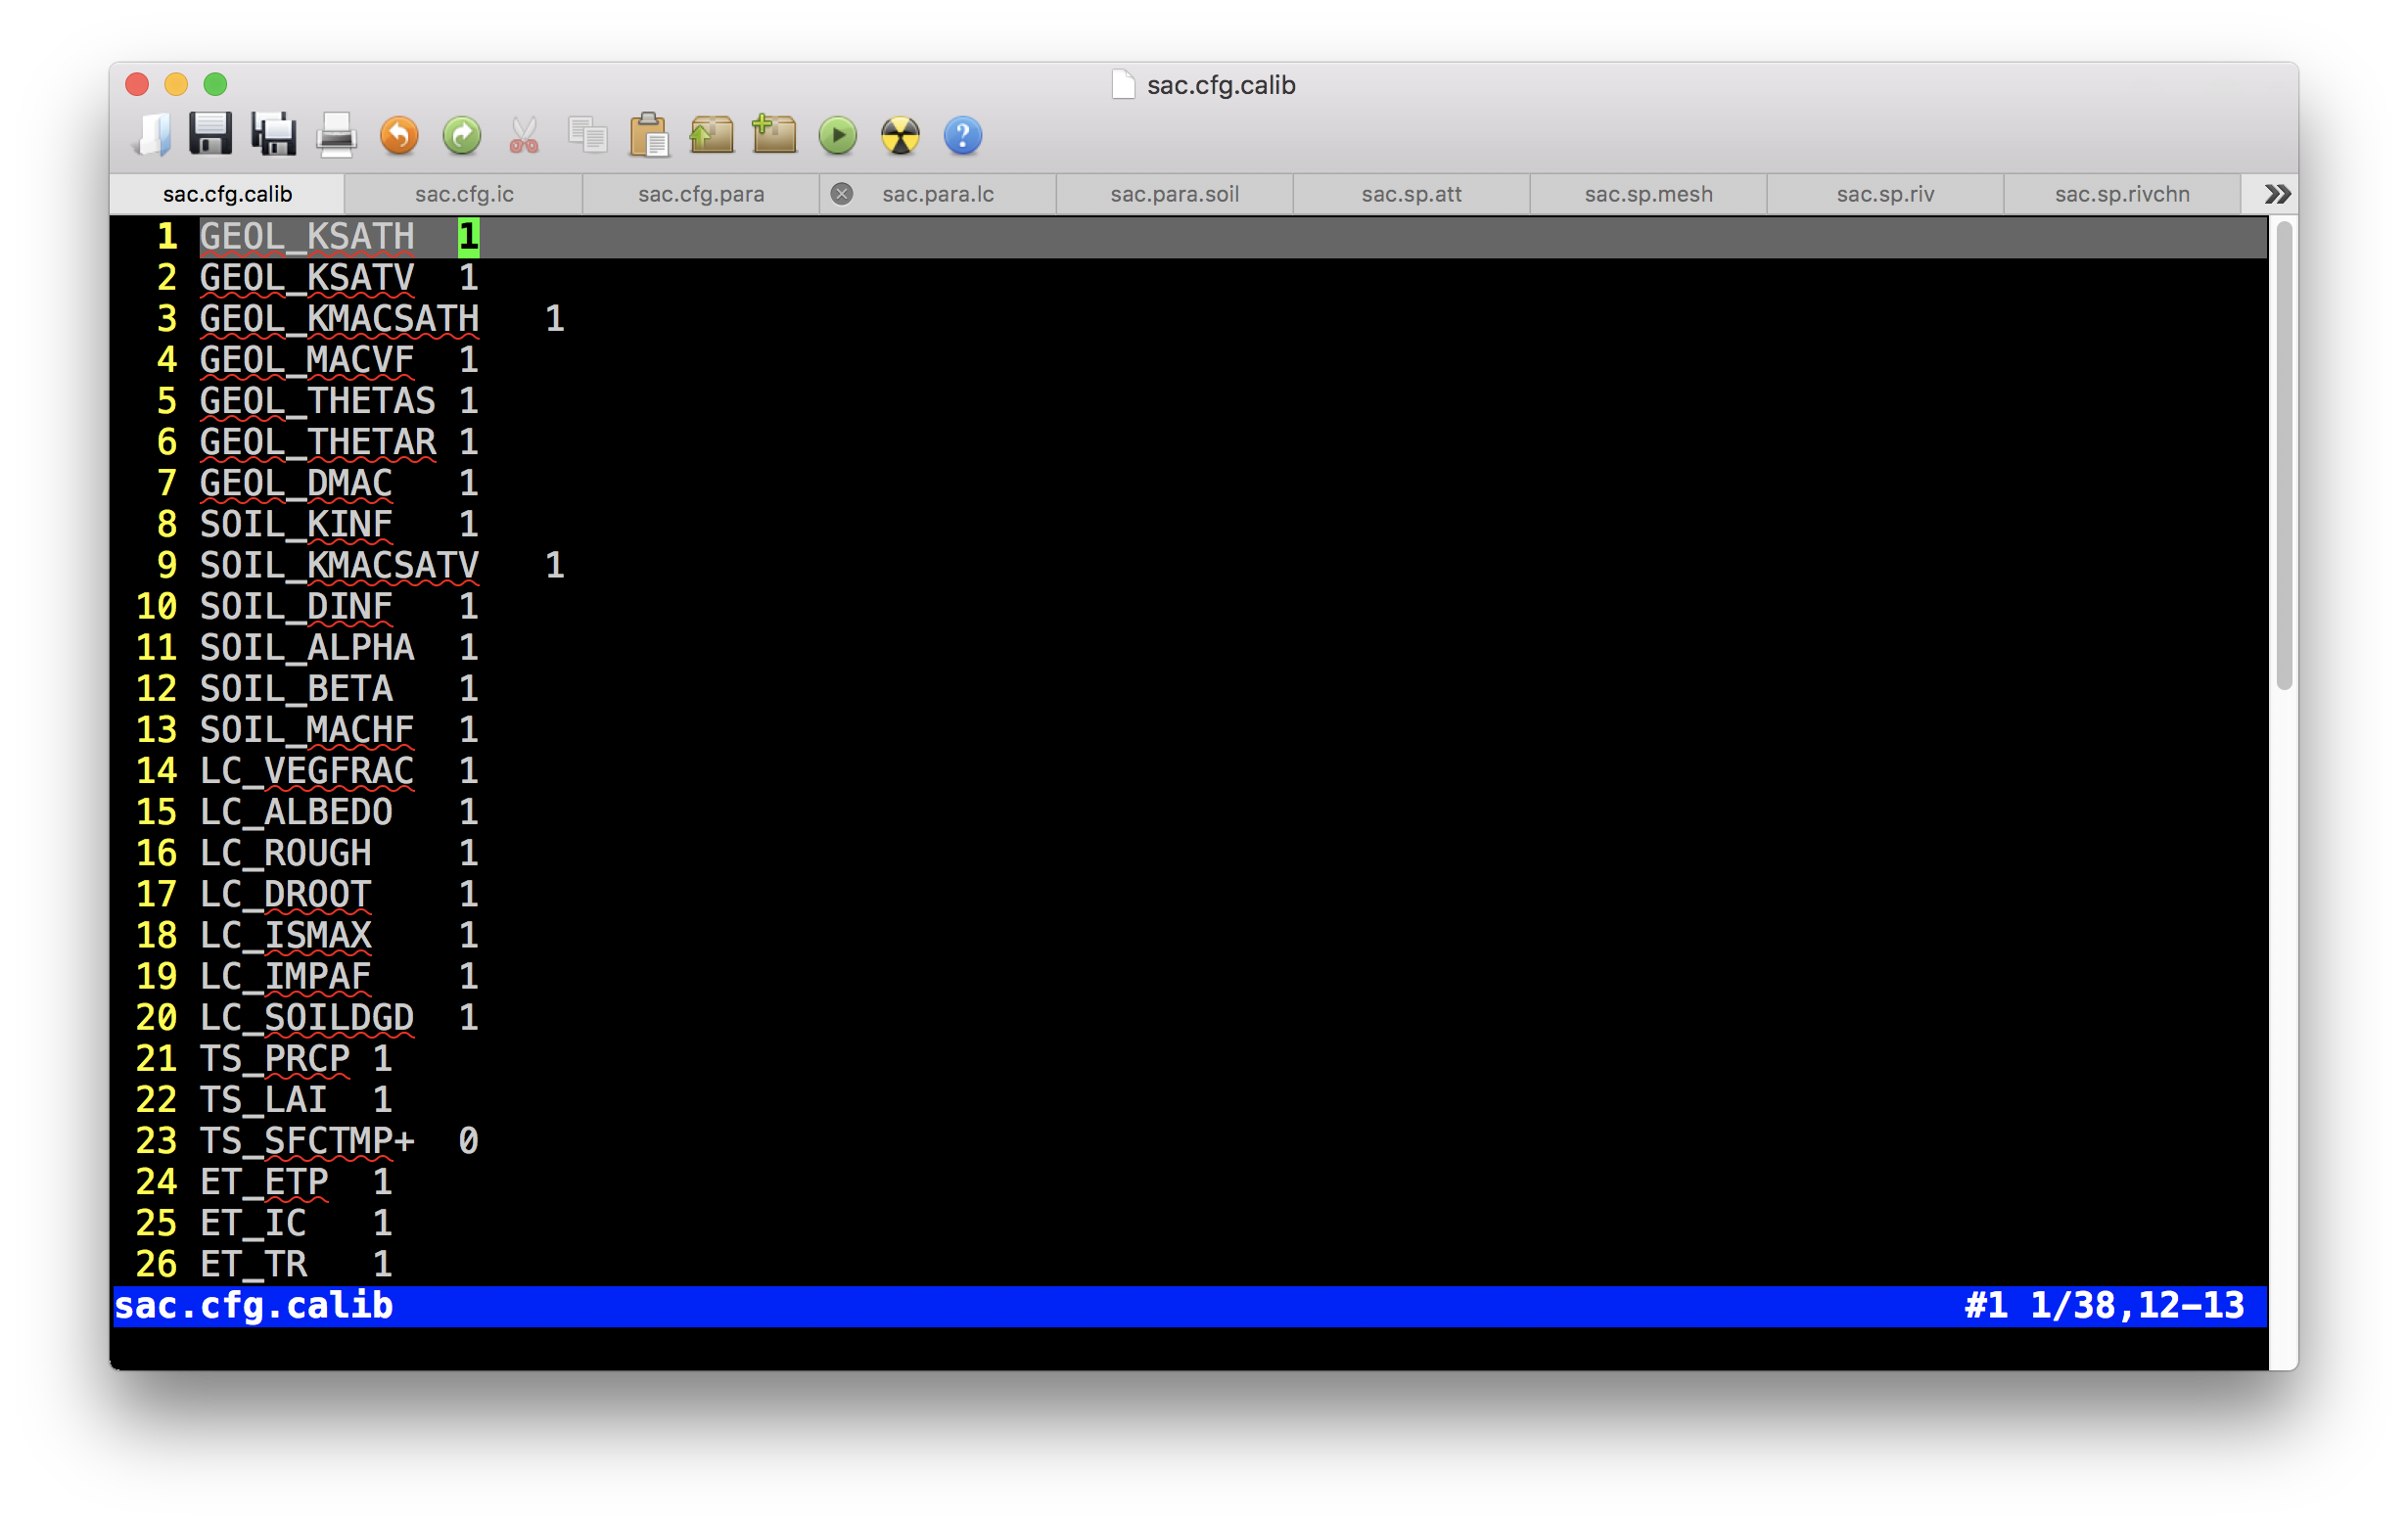 sac.cfg.calib
sac.cfg.calib sac.cfg.ic sac.cfg.para sac.para.lc sac.para.soil sac.sp.att sac.sp.mesh sac.sp.riv sac.sp.rivchn »
1 GEOL_KSATH 1
2 GEOL_KSATV 1
3 GEOL_KMACSATH 1
4 GEOL_MACVF 1
5 GEOL_THETAS 1
6 GEOL_THETAR 1
7 GEOL_DMAC 1
8 SOIL_KINF 1
9 SOIL_KMACSATV 1
10 SOIL_DINF 1
11 SOIL_ALPHA 1
12 SOIL_BETA 1
13 SOIL_MACHF 1
14 LC_VEGFRAC 1
15 LC_ALBEDO 1
16 LC_ROUGH 1
17 LC_DROOT 1
18 LC_ISMAX 1
19 LC_IMPAF 1
20 LC_SOILDGD 1
21 TS_PRCP 1
22 TS_LAI 1
23 TS_SFCTMP+ 0
24 ET_ETP 1
25 ET_IC 1
26 ET_TR 1
sac.cfg.calib #1 1/38,12-13